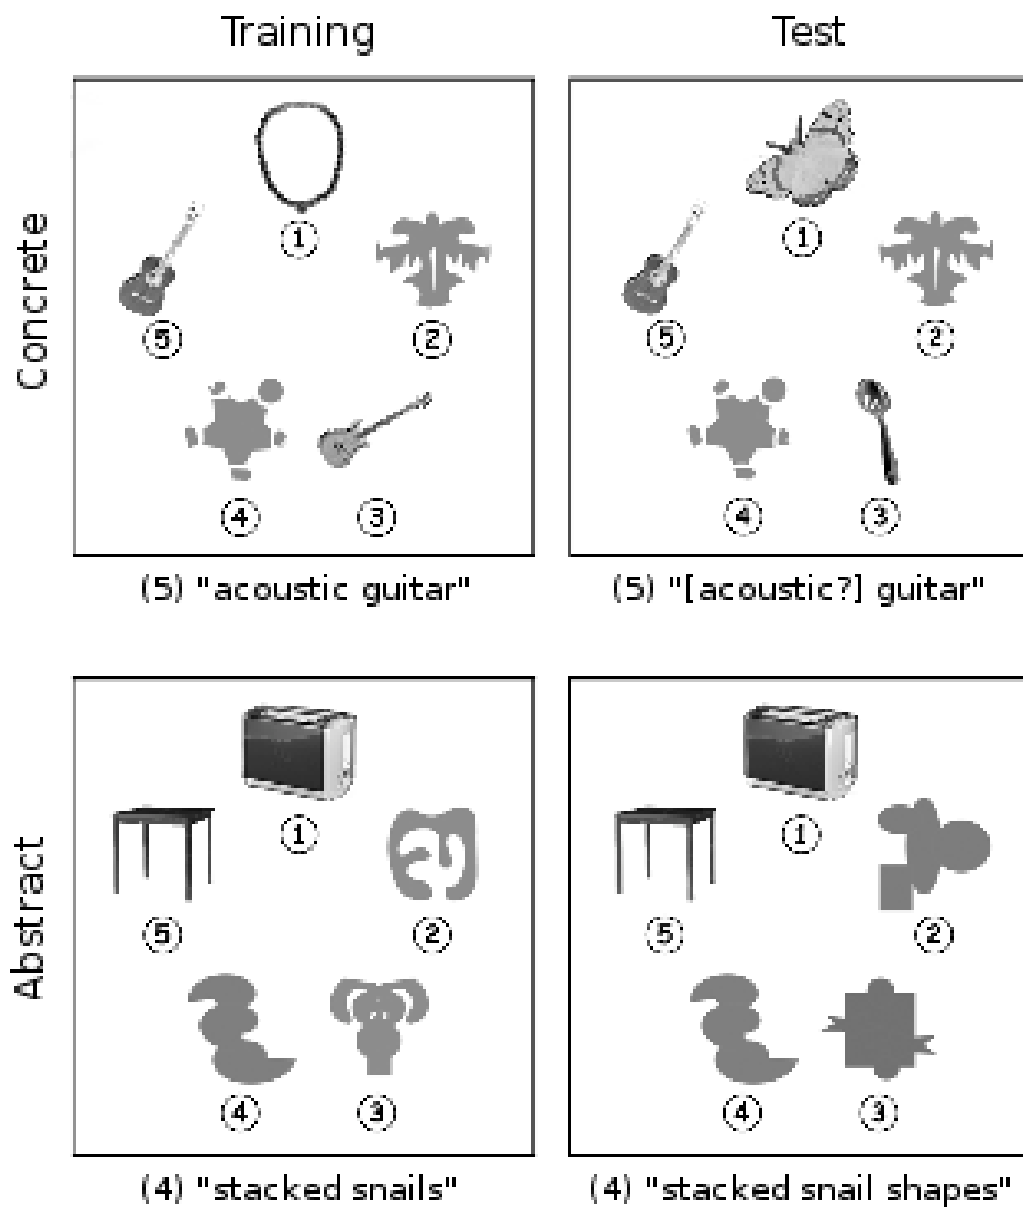 Training
Test
Concrete
1
5
2
4
3
(5) "acoustic guitar"
1
5
2
4
3
(5) "[acoustic?] guitar"
Abstract
1
5
2
4
3
(4) "stacked snails"
1
5
2
4
3
(4) "stacked snail shapes"